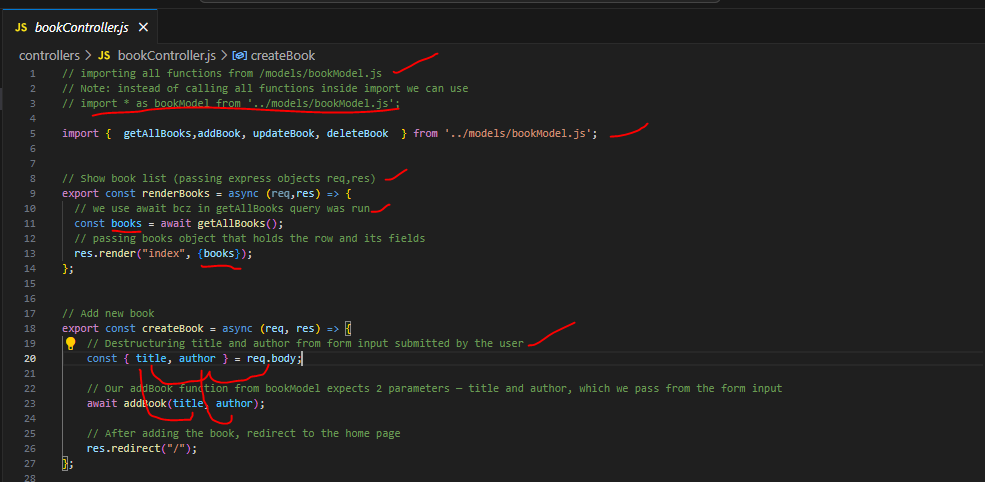 JS bookController.js ×
controllers > JS bookController.js > createBook
1 // importing all functions from /models/bookModel.js
2 // Note: instead of calling all functions inside import we can use
3 // import * as bookModel from '../models/bookModel.js';
4
5 import {  getAllBooks,addBook, updateBook, deleteBook  } from '../models/bookModel.js';
6
7
8 // Show book list (passing express objects req,res)
9 export const renderBooks = async (req,res) => {
10 // we use await bcz in getAllBooks query was run
11 const books = await getAllBooks();
12 // passing books object that holds the row and its fields
13 res.render("index", {books});
14 };
15
16
17 // Add new book
18 export const createBook = async (req, res) => {
19 // Destructuring title and author from form input submitted by the user
20 const { title, author } = req.body;
21
22 // Our addBook function from bookModel expects 2 parameters — title and author, which we pass from the form input
23 await addBook(title, author);
24
25 // After adding the book, redirect to the home page
26 res.redirect("/");
27 };
28